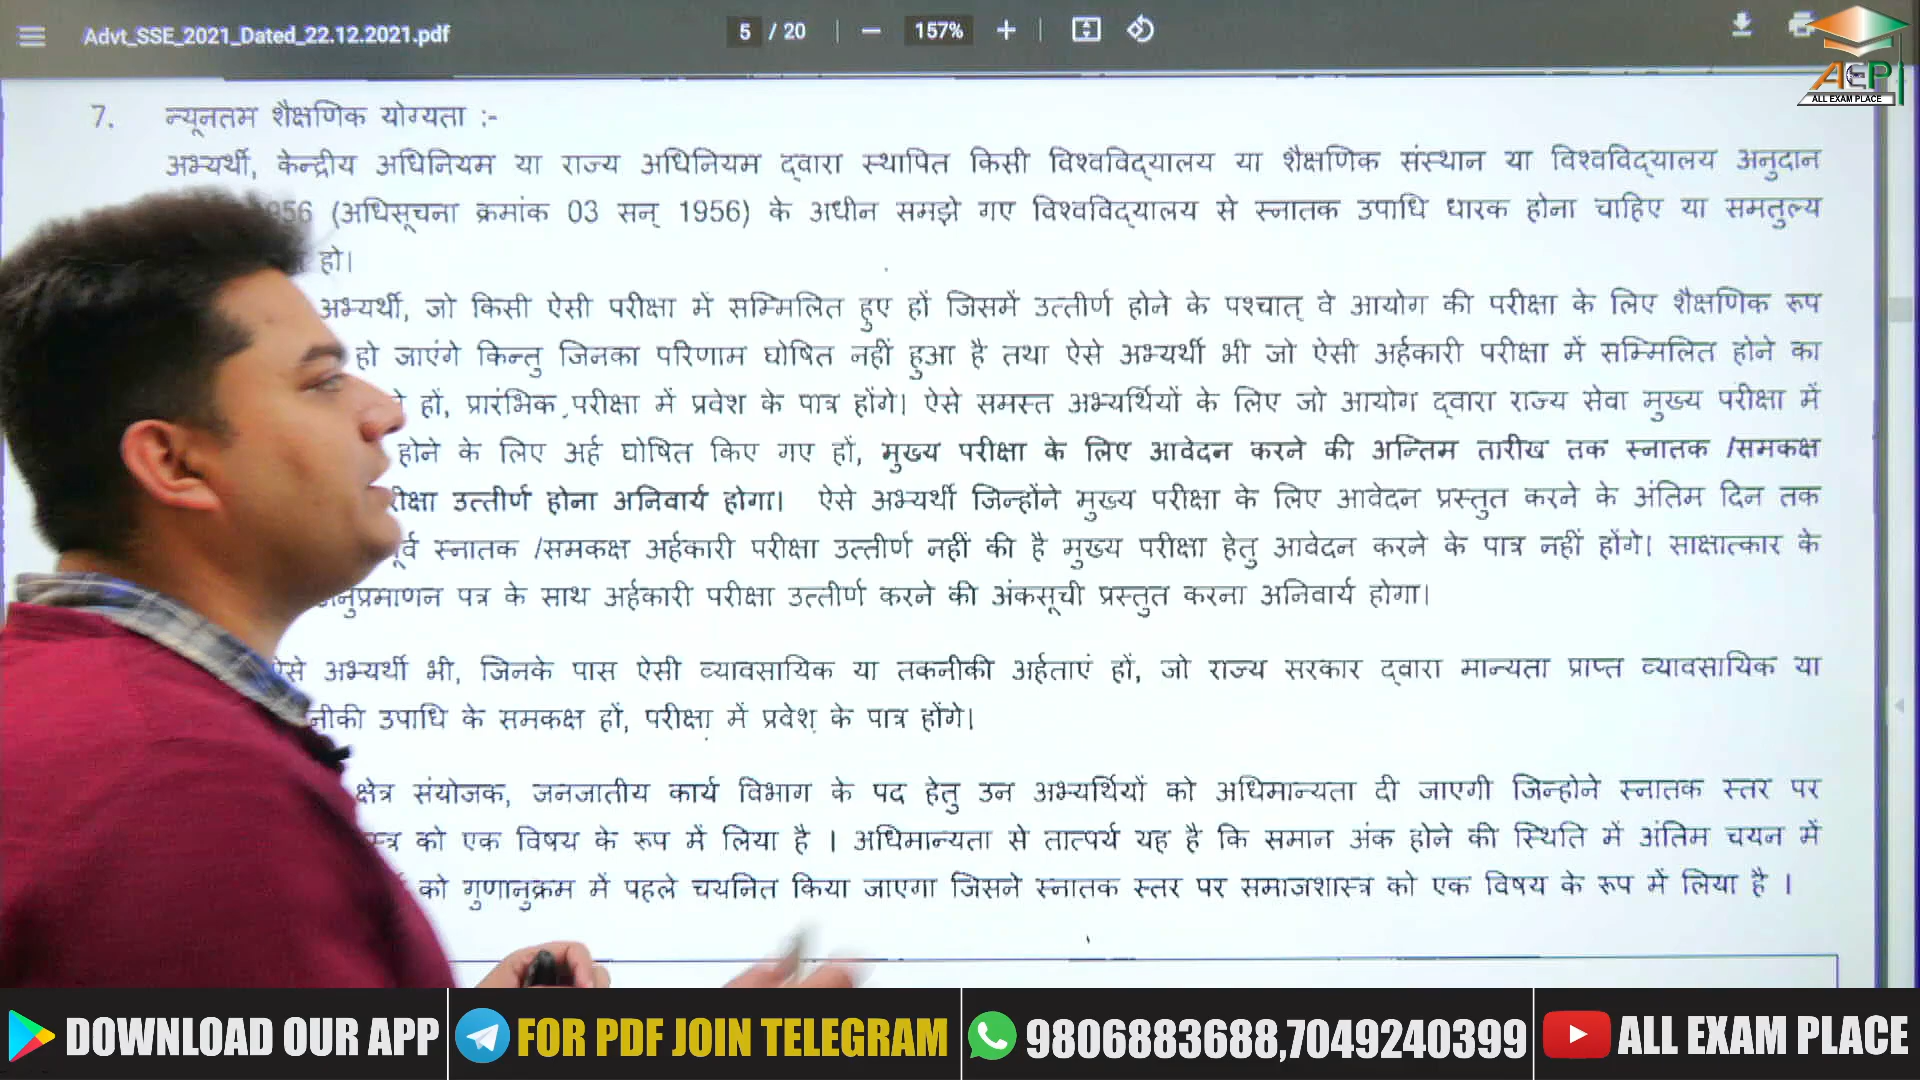 Advt_SSE_2021_Dated_22.12.2021.pdf
5 / 20
157%
AEP
ALL EXAM PLACE
7. न्यूनतम शैक्षणिक योग्यता :-
अभ्यर्थी, केन्द्रीय अधिनियम या राज्य अधिनियम द्वारा स्थापित किसी विश्वविद्यालय या शैक्षणिक संस्थान या विश्वविद्यालय अनुदान
956 (अधिसूचना क्रमांक 03 सन् 1956) के अधीन समझे गए विश्वविद्यालय से स्नातक उपाधि धारक होना चाहिए या समतुल्य
हो।
अभ्यर्थी, जो किसी ऐसी परीक्षा में सम्मिलित हुए हों जिसमें उत्तीर्ण होने के पश्चात् वे आयोग की परीक्षा के लिए शैक्षणिक रूप
हो जाएंगे किन्तु जिनका परिणाम घोषित नहीं हुआ है तथा ऐसे अभ्यर्थी भी जो ऐसी अर्हकारी परीक्षा में सम्मिलित होने का
हों, प्रारंभिक परीक्षा में प्रवेश के पात्र होंगे। ऐसे समस्त अभ्यर्थियों के लिए जो आयोग द्वारा राज्य सेवा मुख्य परीक्षा में
होने के लिए अर्ह घोषित किए गए हों, मुख्य परीक्षा के लिए आवेदन करने की अन्तिम तारीख तक स्नातक /समकक्ष
रीक्षा उत्तीर्ण होना अनिवार्य होगा। ऐसे अभ्यर्थी जिन्होंने मुख्य परीक्षा के लिए आवेदन प्रस्तुत करने के अंतिम दिन तक
र्व स्नातक /समकक्ष अर्हकारी परीक्षा उत्तीर्ण नहीं की है मुख्य परीक्षा हेतु आवेदन करने के पात्र नहीं होंगे। साक्षात्कार के
नुप्रमाणन पत्र के साथ अर्हकारी परीक्षा उत्तीर्ण करने की अंकसूची प्रस्तुत करना अनिवार्य होगा।
ऐसे अभ्यर्थी भी, जिनके पास ऐसी व्यावसायिक या तकनीकी अर्हताएं हों, जो राज्य सरकार द्वारा मान्यता प्राप्त व्यावसायिक या
नीकी उपाधि के समकक्ष हों, परीक्षा में प्रवेश के पात्र होंगे।
क्षेत्र संयोजक, जनजातीय कार्य विभाग के पद हेतु उन अभ्यर्थियों को अधिमान्यता दी जाएगी जिन्होने स्नातक स्तर पर
स्त्र को एक विषय के रूप में लिया है । अधिमान्यता से तात्पर्य यह है कि समान अंक होने की स्थिति में अंतिम चयन में
को गुणानुक्रम में पहले चयनित किया जाएगा जिसने स्नातक स्तर पर समाजशास्त्र को एक विषय के रूप में लिया है ।
DOWNLOAD OUR APP
FOR PDF JOIN TELEGRAM
9806883688,7049240399
ALL EXAM PLACE